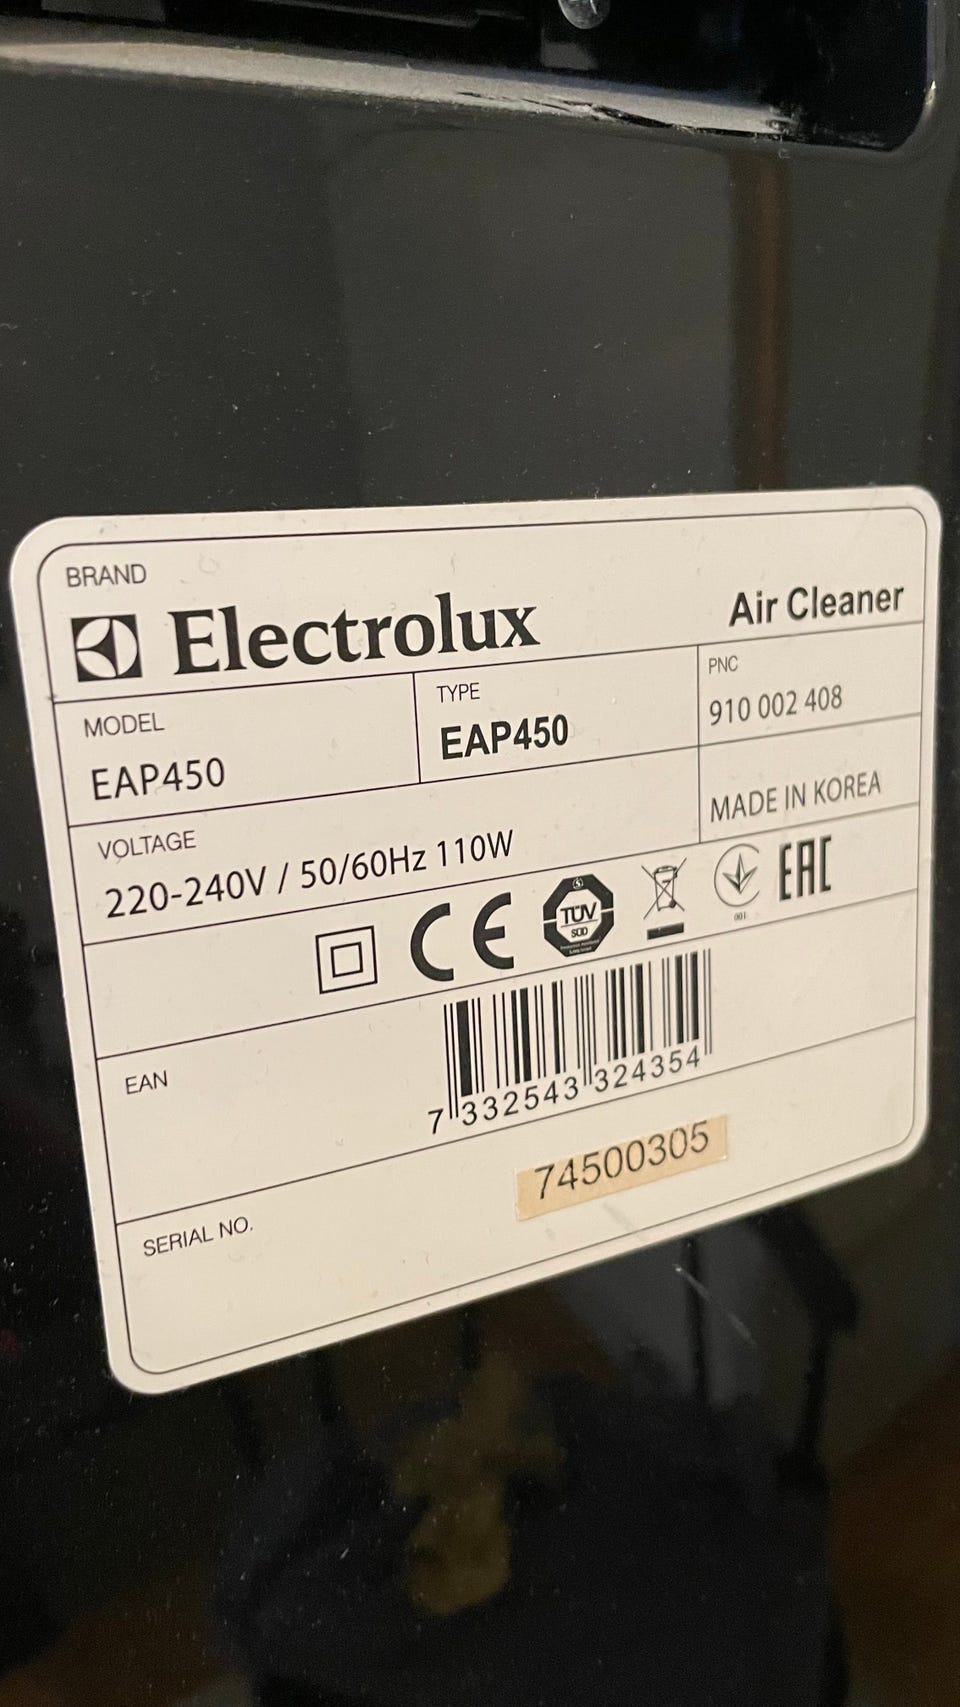 BRAND
Electrolux
Air Cleaner
MODEL
EAP450
TYPE
EAP450
PNC
910 002 408
VOLTAGE
220-240V / 50/60Hz 110W
MADE IN KOREA
CE
TÜV
SÜD
001
EAC
EAN
7 332543 324354
74500305
SERIAL NO.